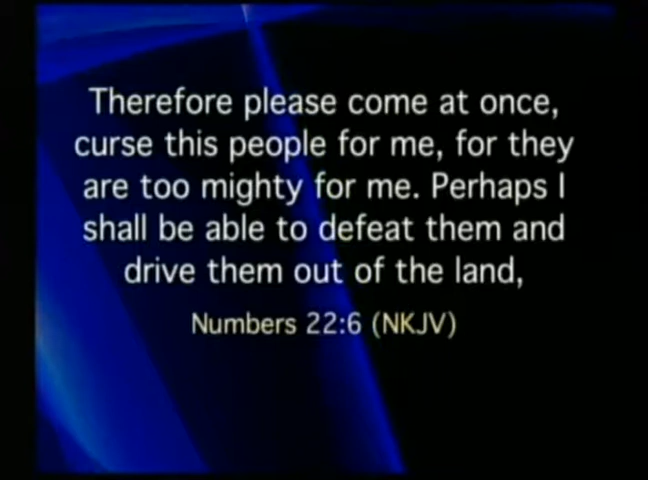 Therefore please come at once,
curse this people for me, for they
are too mighty for me. Perhaps I
shall be able to defeat them and
drive them out of the land,
Numbers 22:6 (NKJV)